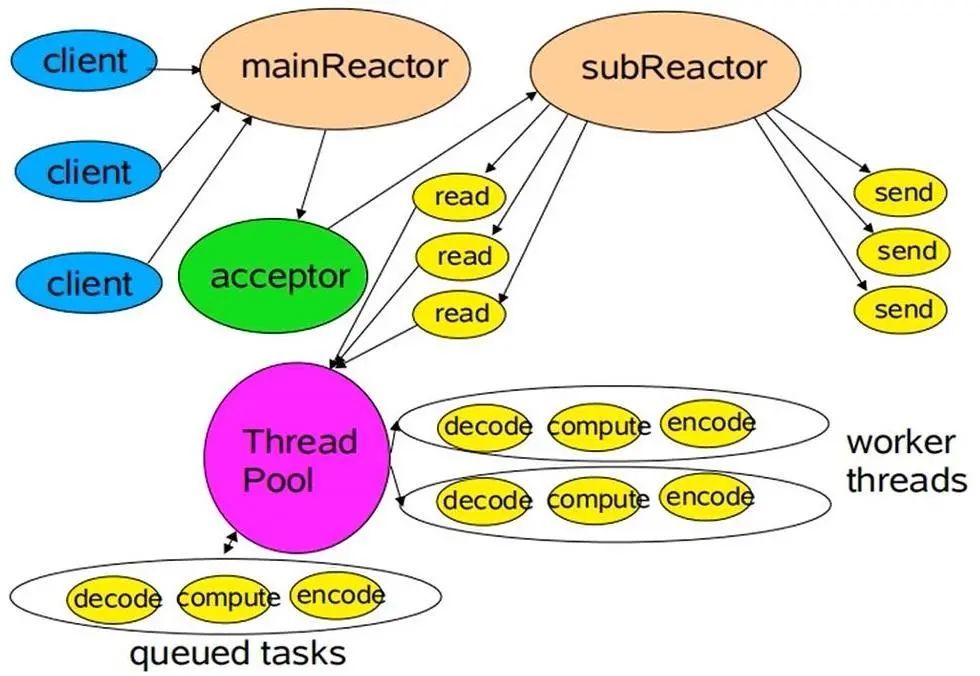 client
mainReactor
subReactor
client
client
acceptor
read
read
read
send
send
send
Thread
Pool
decode compute encode
decode compute encode
worker
threads
decode compute encode
queued tasks